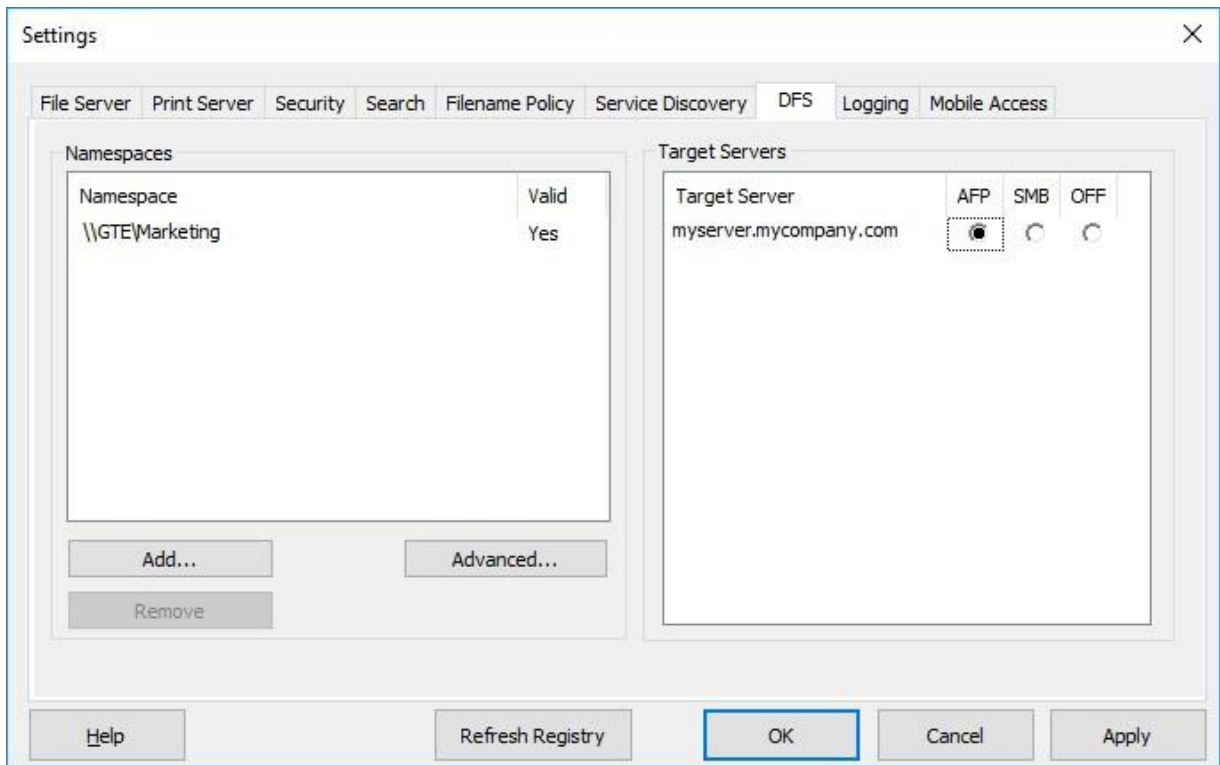 Settings
File Server Print Server Security Search Filename Policy Service Discovery DFS Logging Mobile Access
Namespaces
Namespace Valid
\\GTE\Marketing Yes
Add... Advanced...
Remove
Target Servers
Target Server AFP SMB OFF
myserver.mycompany.com
Help Refresh Registry OK Cancel Apply